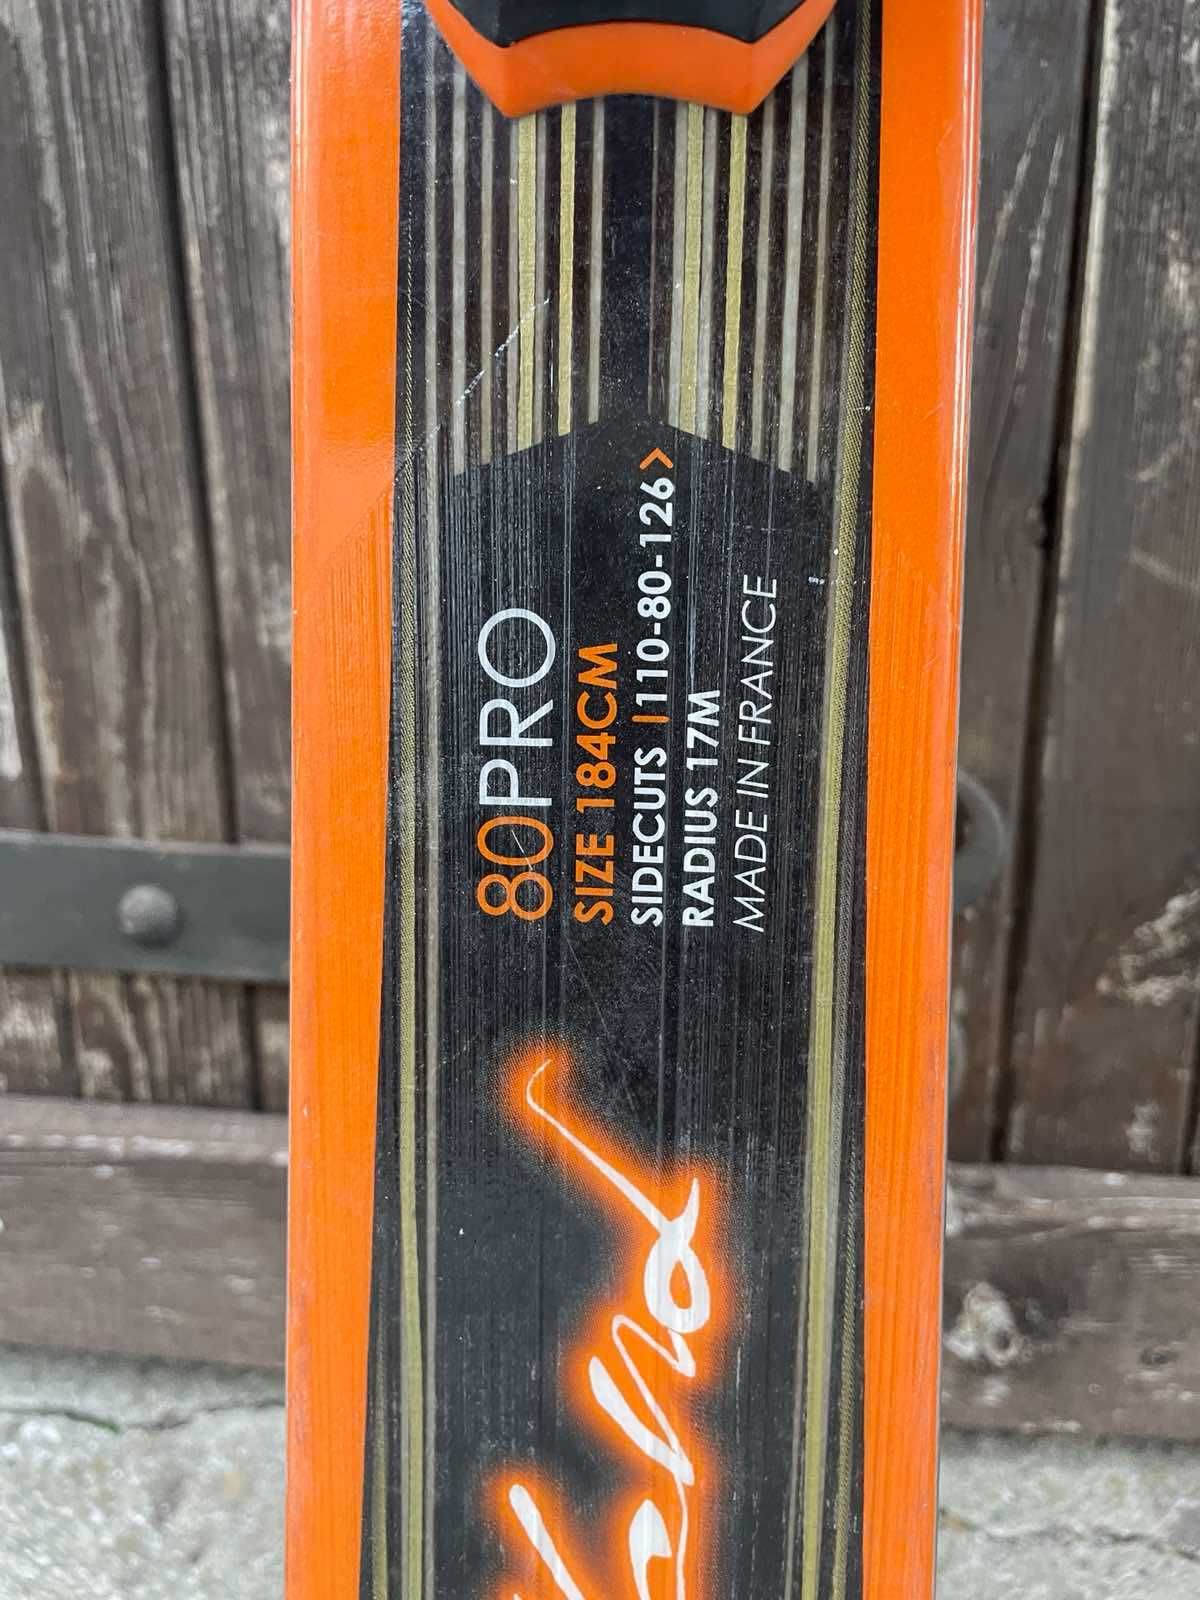 80PRO
SIZE 184CM
SIDECUTS | 110-80-126 >
RADIUS 17M
MADE IN FRANCE